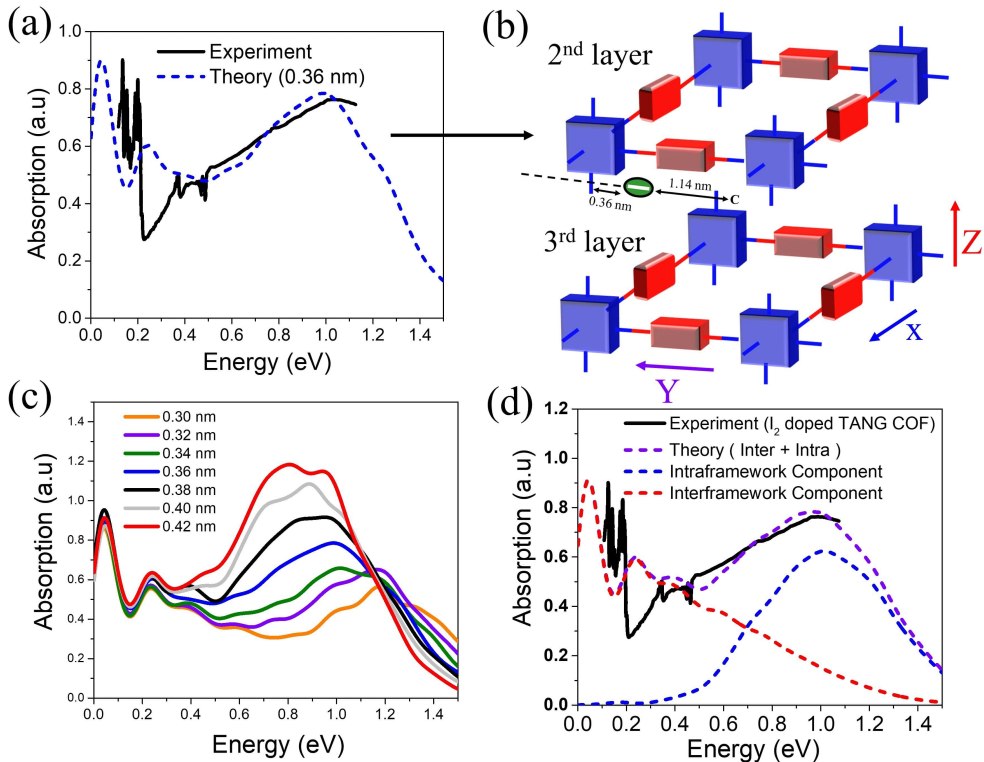 (a)
1.0
0.8
0.6
0.4
0.2
0.0
Absorption (a.u)
Experiment
Theory (0.36 nm)
0.0 0.2 0.4 0.6 0.8 1.0 1.2 1.4
Energy (eV)
(b)
2nd layer
0.36 nm
1.14 nm
C
3rd layer
Z
X
Y
(c)
1.4
1.2
1.0
0.8
0.6
0.4
0.2
0.0
Absorption (a.u)
0.30 nm
0.32 nm
0.34 nm
0.36 nm
0.38 nm
0.40 nm
0.42 nm
0.0 0.2 0.4 0.6 0.8 1.0 1.2 1.4
Energy (eV)
(d)
1.2
1.0
0.8
0.6
0.4
0.2
0.0
Absorption (a.u)
Experiment (I2 doped TANG COF)
Theory ( Inter + Intra )
Intraframework Component
Interframework Component
0.0 0.2 0.4 0.6 0.8 1.0 1.2 1.4
Energy (eV)